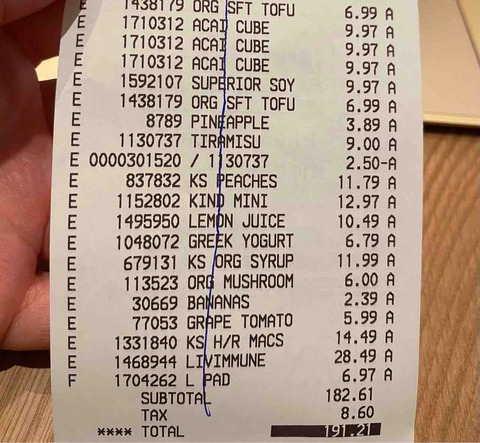 E 1438179 ORG SFT TOFU 6.99 A
E 1710312 ACAI CUBE 9.97 A
E 1710312 ACAI CUBE 9.97 A
E 1710312 ACAI CUBE 9.97 A
E 1592107 SUPERIOR SOY 9.97 A
E 1438179 ORG SFT TOFU 6.99 A
E 8789 PINEAPPLE 3.89 A
E 1130737 TIRAMISU 9.00 A
E 0000301520 / 1130737 2.50-A
E 837832 KS PEACHES 11.79 A
E 1152802 KIND MINI 12.97 A
E 1495950 LEMON JUICE 10.49 A
E 1048072 GREEK YOGURT 6.79 A
E 679131 KS ORG SYRUP 11.99 A
E 113523 ORG MUSHROOM 6.00 A
E 30669 BANANAS 2.39 A
E 77053 GRAPE TOMATO 5.99 A
E 1331840 KS H/R MACS 14.49 A
E 1468944 LIVIMMUNE 28.49 A
F 1704262 L PAD 6.97 A
SUBTOTAL 182.61
TAX 8.60
**** TOTAL 191.21